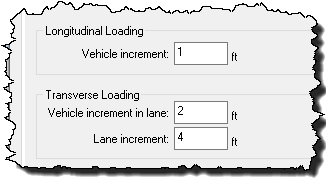 Longitudinal Loading
Vehicle increment: 1 ft
Transverse Loading
Vehicle increment in lane: 2 ft
Lane increment: 4 ft